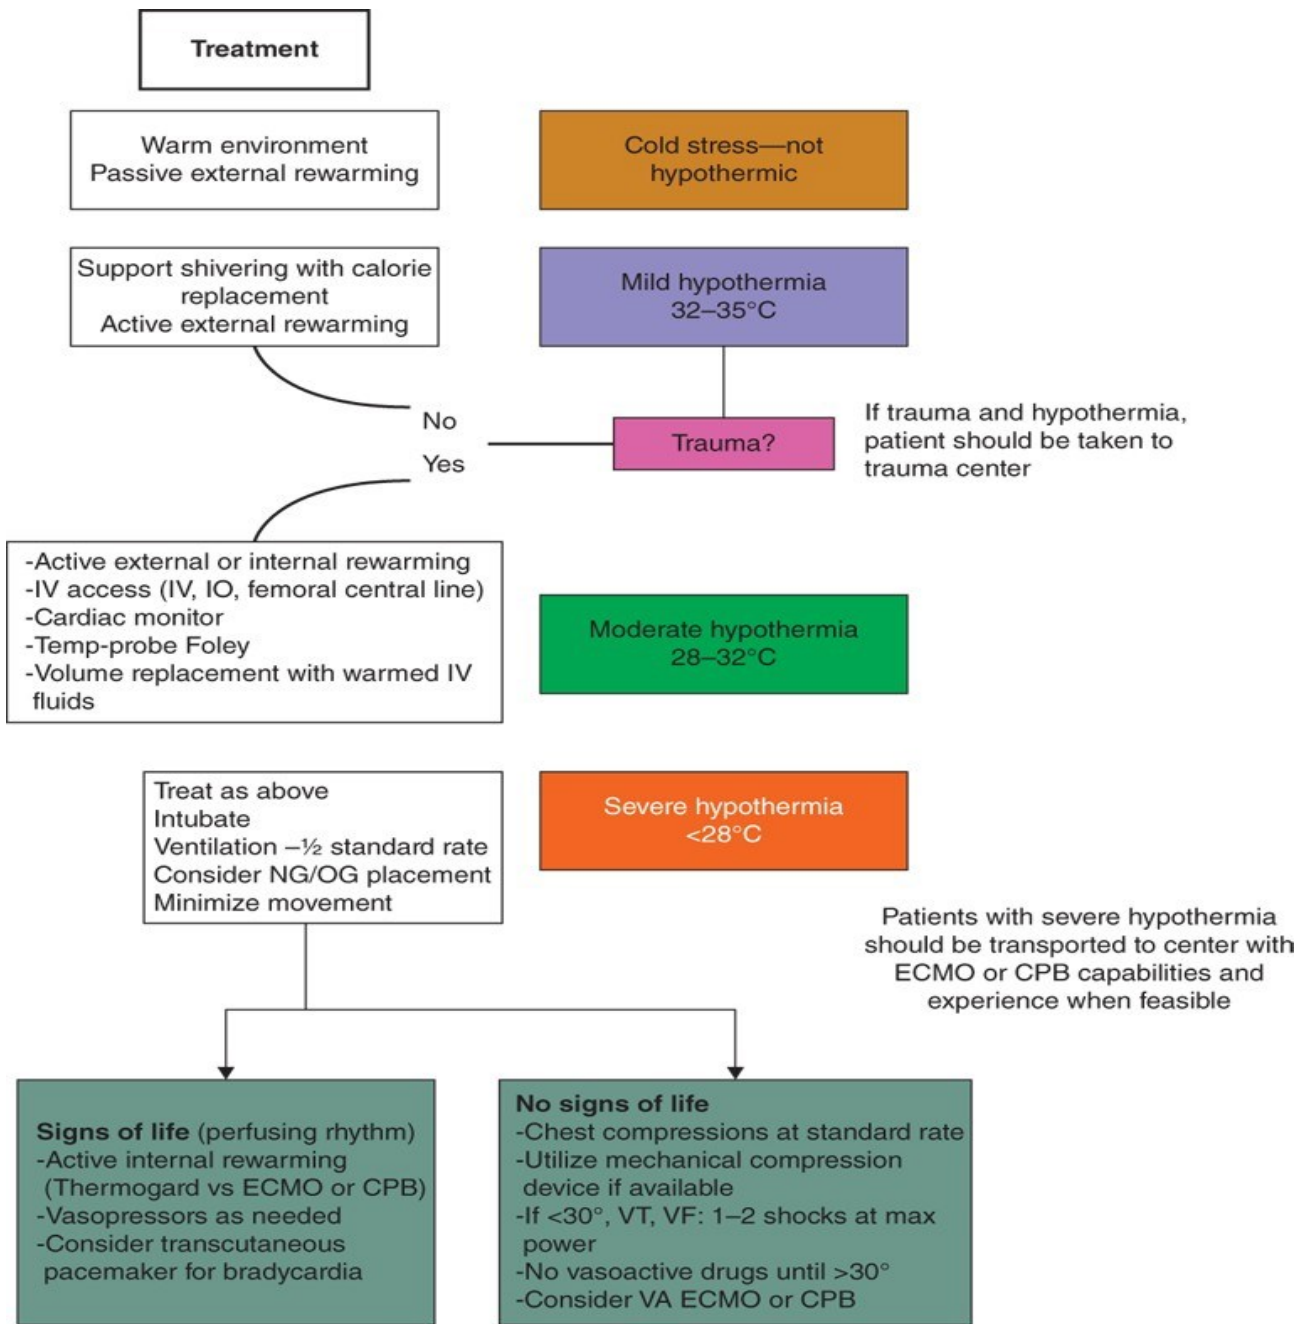 Treatment
Warm environment
Passive external rewarming
Cold stress—not
hypothermic
Support shivering with calorie
replacement
Active external rewarming
Mild hypothermia
32–35°C
No
Yes
Trauma?
If trauma and hypothermia,
patient should be taken to
trauma center
-Active external or internal rewarming
-IV access (IV, IO, femoral central line)
-Cardiac monitor
-Temp-probe Foley
-Volume replacement with warmed IV
fluids
Moderate hypothermia
28–32°C
Treat as above
Intubate
Ventilation –½ standard rate
Consider NG/OG placement
Minimize movement
Severe hypothermia
<28°C
Patients with severe hypothermia
should be transported to center with
ECMO or CPB capabilities and
experience when feasible
Signs of life (perfusing rhythm)
-Active internal rewarming
(Thermogard vs ECMO or CPB)
-Vasopressors as needed
-Consider transcutaneous
pacemaker for bradycardia
No signs of life
-Chest compressions at standard rate
-Utilize mechanical compression
device if available
-If <30°, VT, VF: 1–2 shocks at max
power
-No vasoactive drugs until >30°
-Consider VA ECMO or CPB